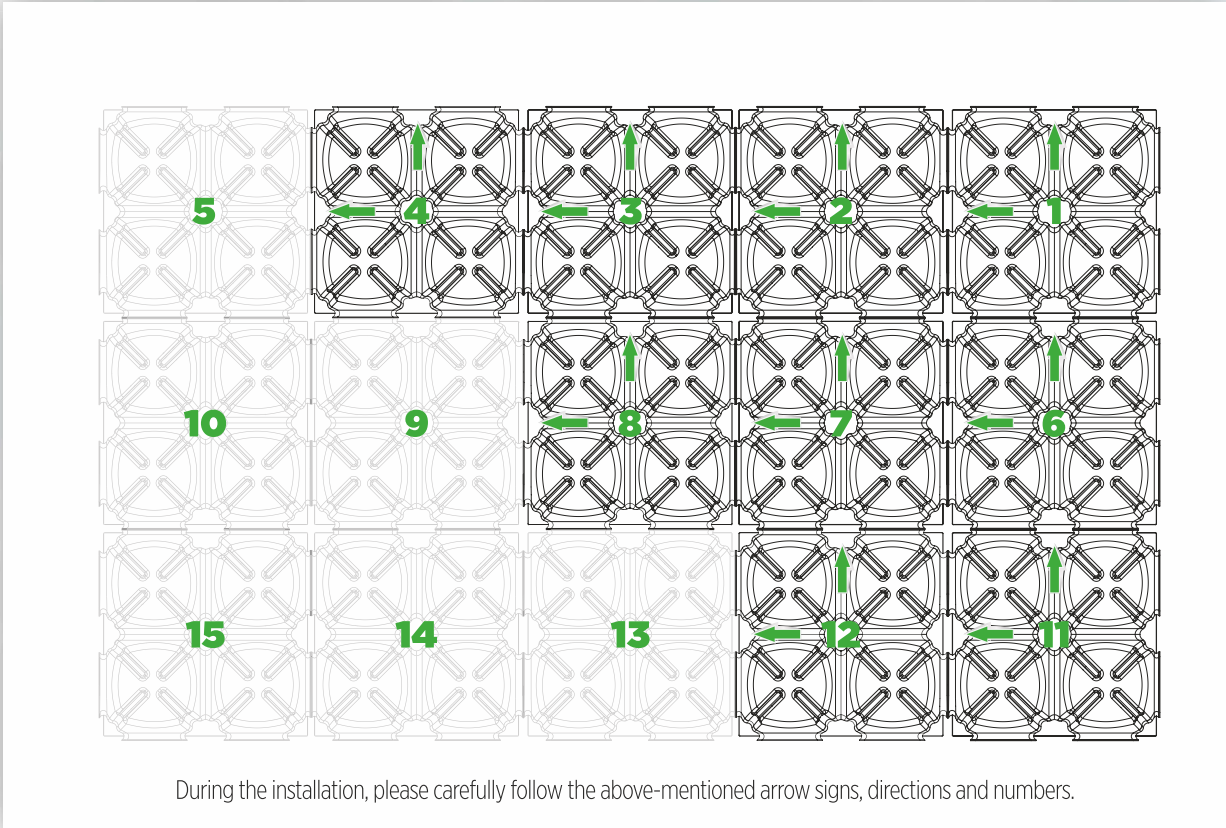 5 4 3 2 1
10 9 8 7 6
15 14 13 12 11
During the installation, please carefully follow the above-mentioned arrow signs, directions and numbers.